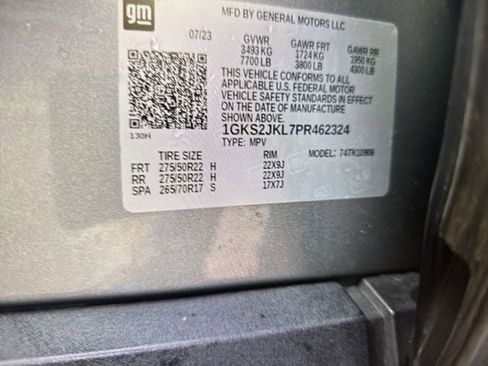 gm
MFD BY GENERAL MOTORS LLC
07/23 GVWR GAWR FRT GAWR RR
3493 KG 1724 KG 1950 KG
7700 LB 3800 LB 4300 LB
THIS VEHICLE CONFORMS TO ALL
APPLICABLE U.S. FEDERAL MOTOR
VEHICLE SAFETY STANDARDS IN EFFECT
ON THE DATE OF MANUFACTURE
SHOWN ABOVE.
130H 1GKS2JKL7PR462324
TYPE: MPV MODEL:
TIRE SIZE RIM
FRT 275/50R22 H 22X9J
RR 275/50R22 H 22X9J
SPA 265/70R17 S 17X7J